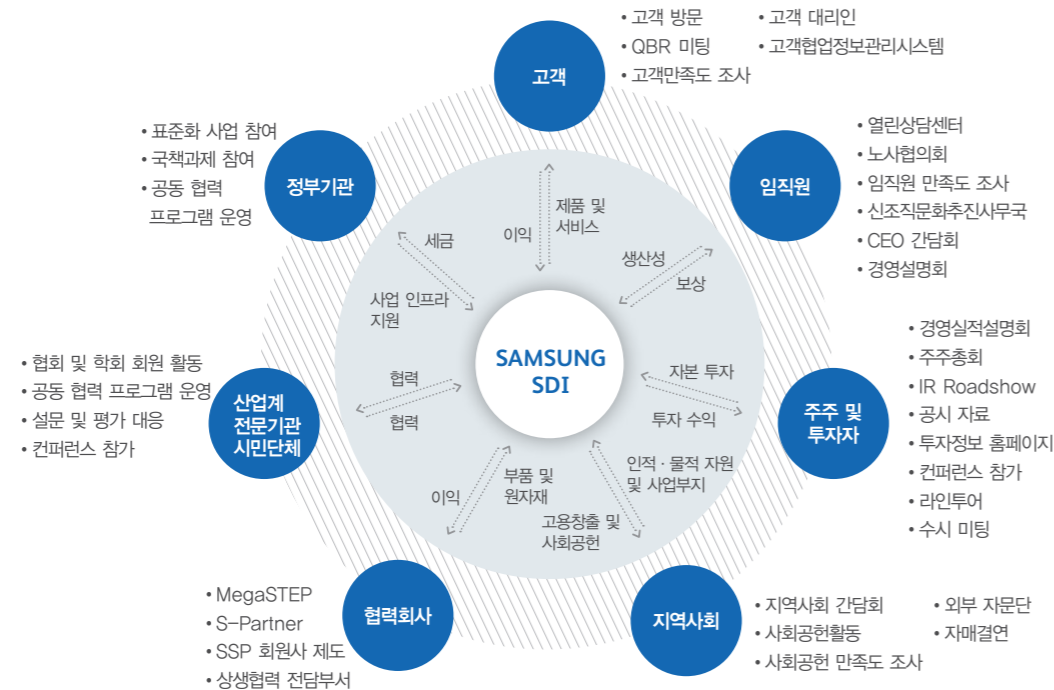 • 고객 방문
• QBR 미팅
• 고객만족도 조사
• 고객 대리인
• 고객협업정보관리시스템
고객
• 표준화 사업 참여
• 국책과제 참여
• 공동 협력
프로그램 운영
정부기관
임직원
• 열린상담센터
• 노사협의회
• 임직원 만족도 조사
• 신조직문화추진사무국
• CEO 간담회
• 경영설명회
이익
제품 및
서비스
세금
사업 인프라
지원
생산성
보상
SAMSUNG
SDI
• 협회 및 학회 회원 활동
• 공동 협력 프로그램 운영
• 설문 및 평가 대응
• 컨퍼런스 참가
산업계
전문기관
시민단체
협력
협력
자본 투자
투자 수익
주주 및
투자자
• 경영실적설명회
• 주주총회
• IR Roadshow
• 공시 자료
• 투자정보 홈페이지
• 컨퍼런스 참가
• 라인투어
• 수시 미팅
이익
부품 및
원자재
인적 · 물적 자원
및 사업부지
고용창출 및
사회공헌
• MegaSTEP
• S-Partner
• SSP 회원사 제도
• 상생협력 전담부서
협력회사
지역사회
• 지역사회 간담회
• 사회공헌활동
• 사회공헌 만족도 조사
• 외부 자문단
• 자매결연